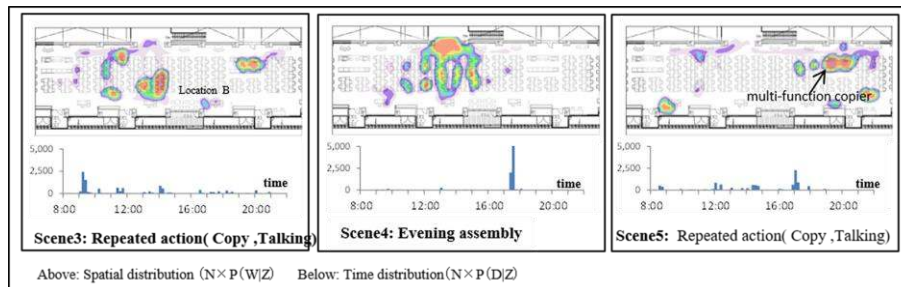 Location B
5,000
2,500
0
time
8:00 12:00 16:00 20:00
Scene3: Repeated action( Copy ,Talking)
5,000
2,500
0
time
8:00 12:00 16:00 20:00
Scene4: Evening assembly
multi-function copier
5,000
2,500
0
time
8:00 12:00 16:00 20:00
Scene5: Repeated action( Copy ,Talking)
Above: Spatial distribution (N×P(W|Z) Below: Time distribution(N×P(D|Z)